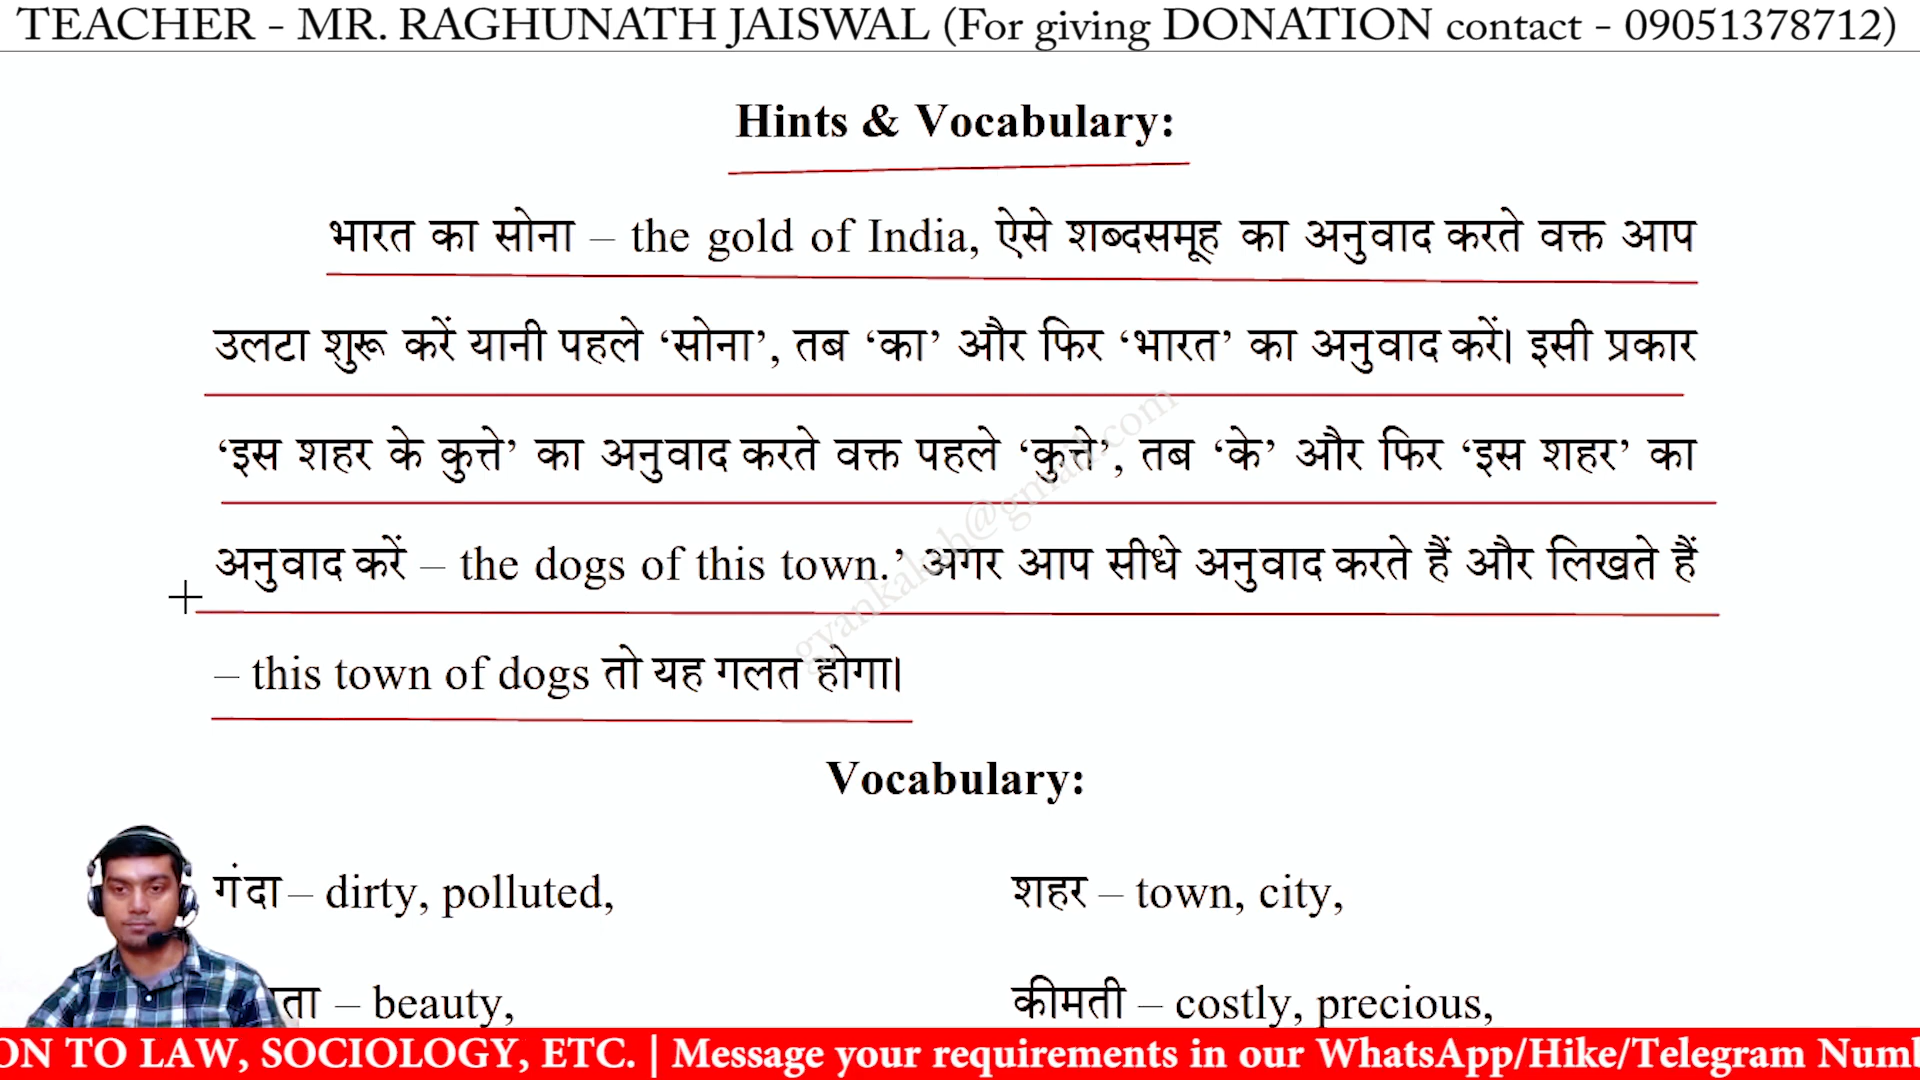 TEACHER - MR. RAGHUNATH JAISWAL (For giving DONATION contact - 09051378712)
Hints & Vocabulary:
भारत का सोना – the gold of India, ऐसे शब्दसमूह का अनुवाद करते वक्त आप
उलटा शुरू करें यानी पहले ‘सोना’, तब ‘का’ और फिर ‘भारत’ का अनुवाद करें। इसी प्रकार
‘इस शहर के कुत्ते’ का अनुवाद करते वक्त पहले ‘कुत्ते’, तब ‘के’ और फिर ‘इस शहर’ का
अनुवाद करें – the dogs of this town.’ अगर आप सीधे अनुवाद करते हैं और लिखते हैं
– this town of dogs तो यह गलत होगा।
gyankalash@gmail.com
Vocabulary:
गंदा – dirty, polluted, शहर – town, city,
ता – beauty, कीमती – costly, precious,
ON TO LAW, SOCIOLOGY, ETC. | Message your requirements in our WhatsApp/Hike/Telegram Numb